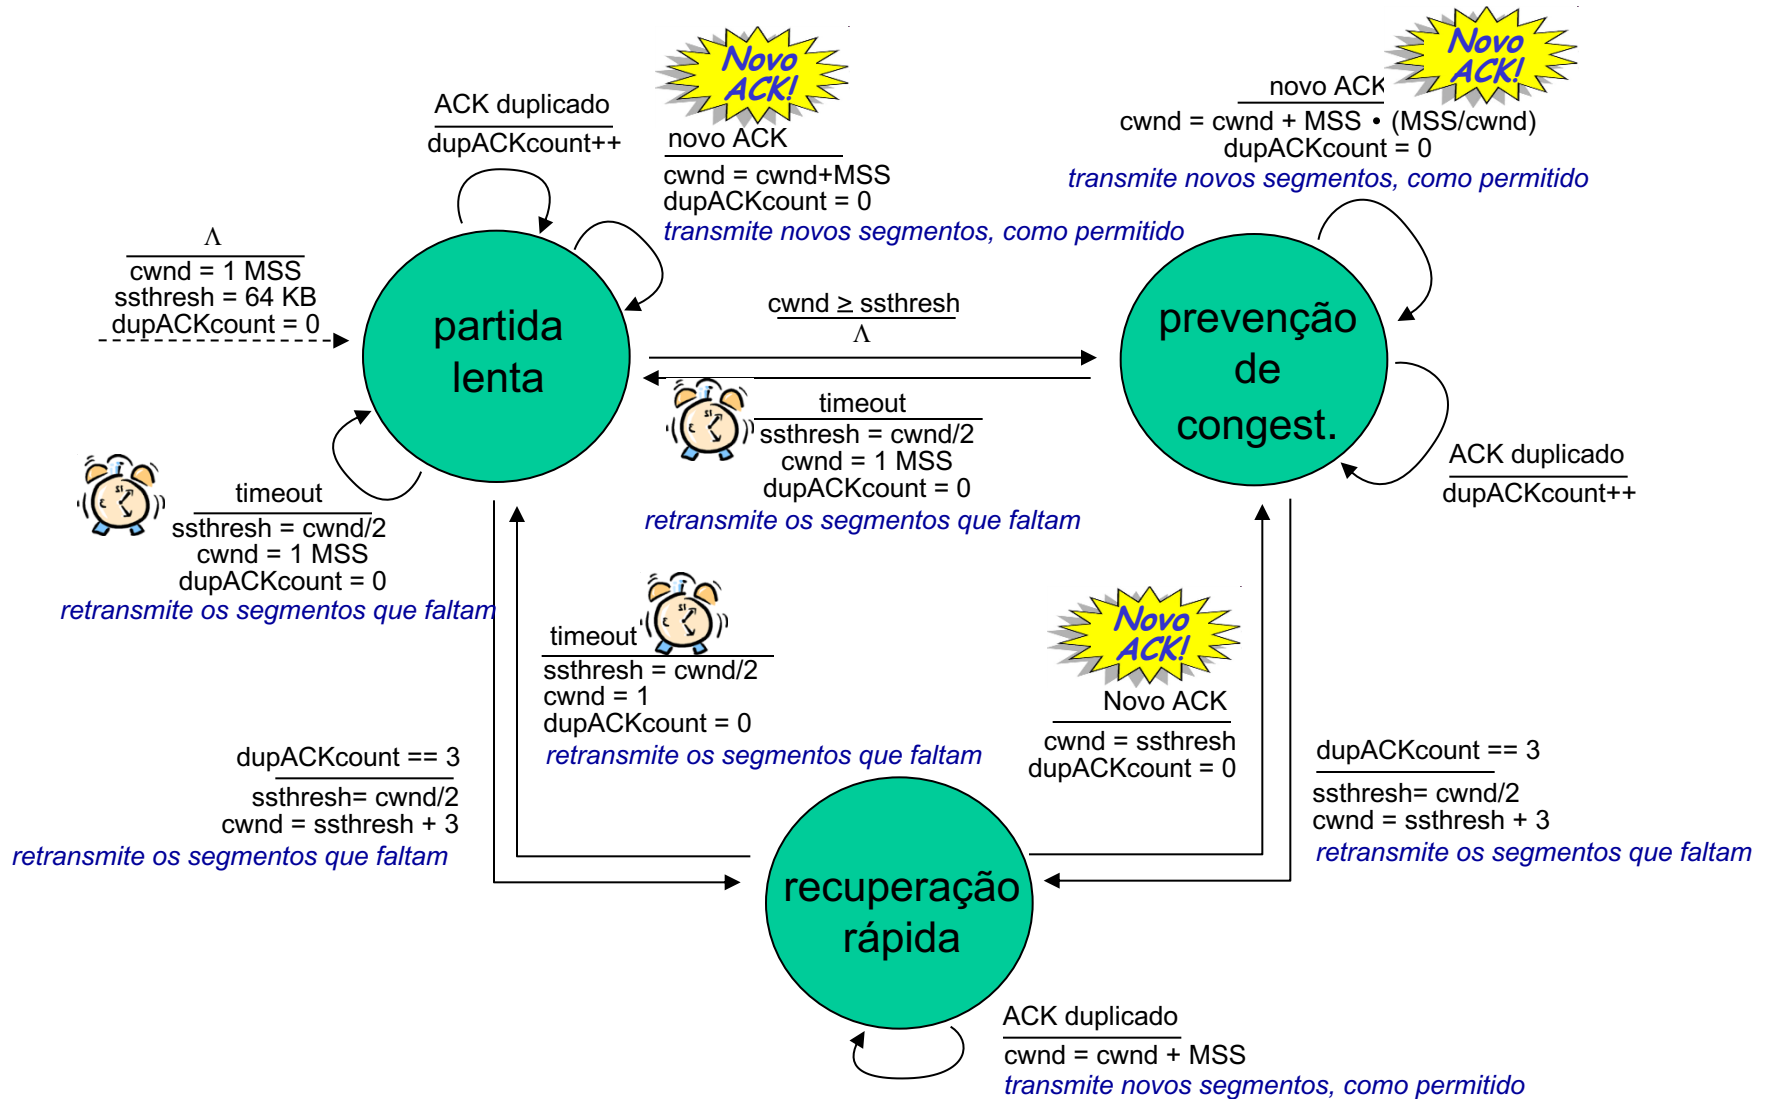 Novo
ACK!
ACK duplicado
dupACKcount++
novo ACK
cwnd = cwnd+MSS
dupACKcount = 0
transmite novos segmentos, como permitido
Novo
ACK!
novo ACK
cwnd = cwnd + MSS • (MSS/cwnd)
dupACKcount = 0
transmite novos segmentos, como permitido
Λ
cwnd = 1 MSS
ssthresh = 64 KB
dupACKcount = 0
partida
lenta
cwnd ≥ ssthresh
Λ
prevenção
de
congest.
timeout
ssthresh = cwnd/2
cwnd = 1 MSS
dupACKcount = 0
retransmite os segmentos que faltam
ACK duplicado
dupACKcount++
timeout
ssthresh = cwnd/2
cwnd = 1 MSS
dupACKcount = 0
retransmite os segmentos que faltam
timeout
ssthresh = cwnd/2
cwnd = 1
dupACKcount = 0
retransmite os segmentos que faltam
Novo
ACK!
Novo ACK
cwnd = ssthresh
dupACKcount = 0
dupACKcount == 3
ssthresh= cwnd/2
cwnd = ssthresh + 3
retransmite os segmentos que faltam
dupACKcount == 3
ssthresh= cwnd/2
cwnd = ssthresh + 3
retransmite os segmentos que faltam
recuperação
rápida
ACK duplicado
cwnd = cwnd + MSS
transmite novos segmentos, como permitido